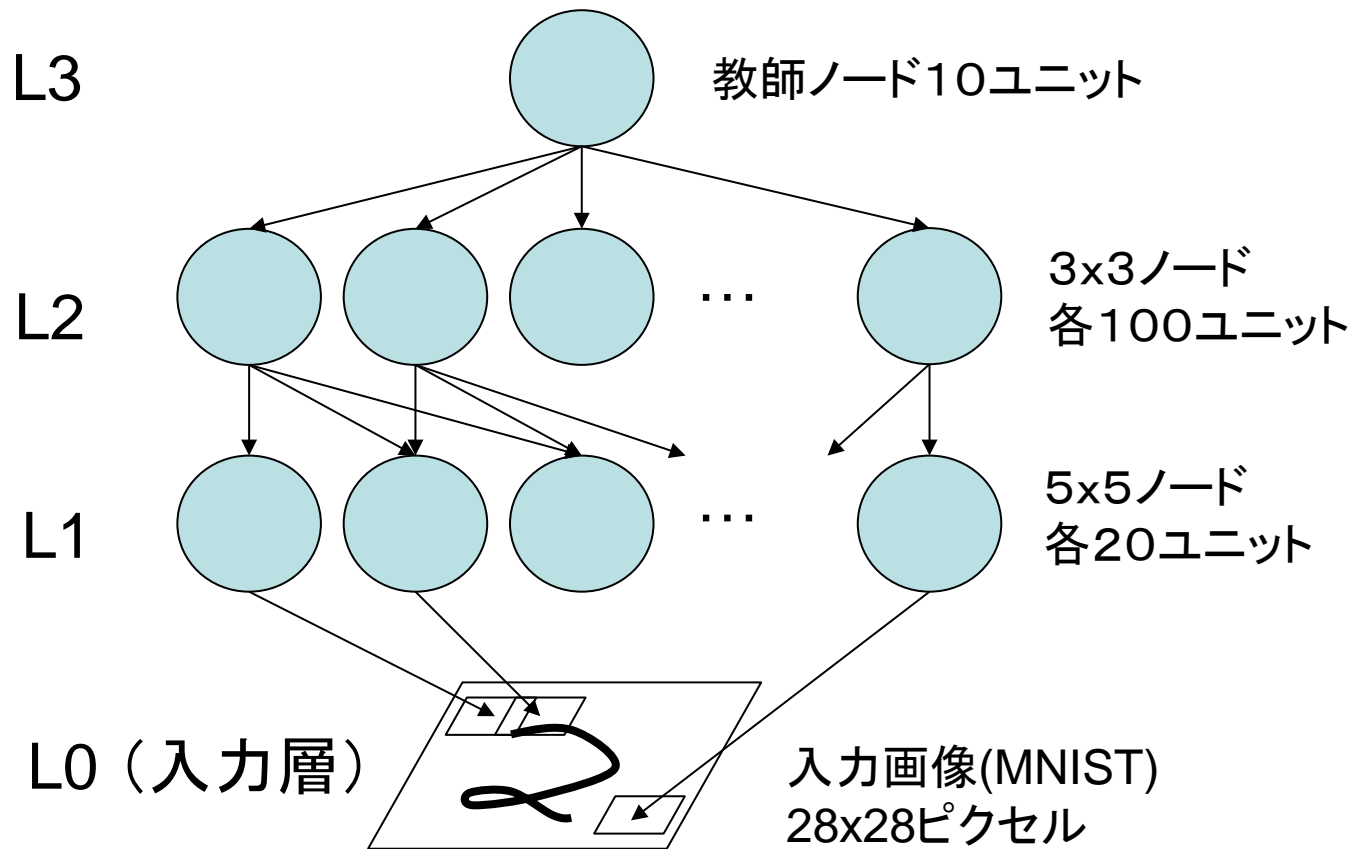 L3
教師ノード１０ユニット
L2
…
３x３ノード
各１００ユニット
L1
…
５x５ノード
各２０ユニット
L0（入力層）
入力画像(MNIST)
28x28ピクセル